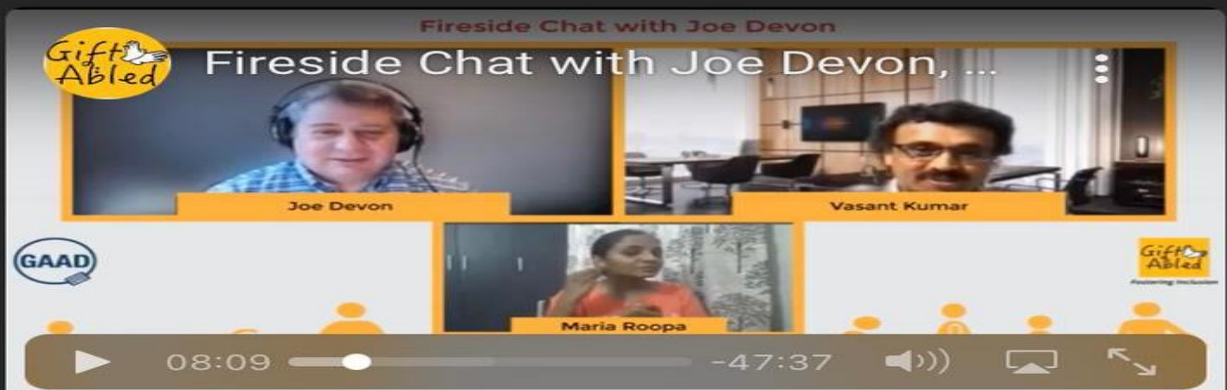 Fireside Chat with Joe Devon
Gift
Abled
Fireside Chat with Joe Devon, ...
Joe Devon
Vasant Kumar
GAAD
Gift
Abled
Fostering Inclusion
Maria Roopa
08:09
-47:37